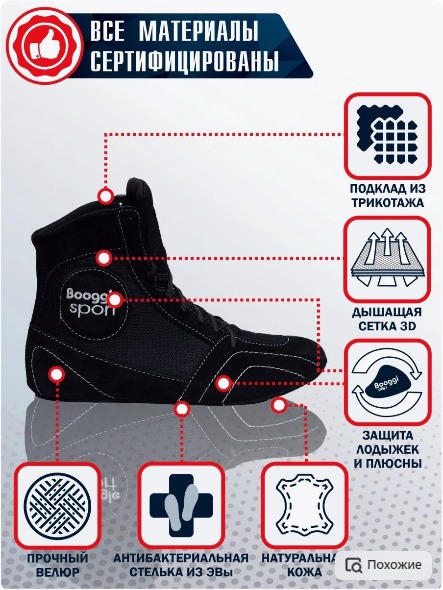 ВСЕ МАТЕРИАЛЫ
СЕРТИФИЦИРОВАНЫ
ПОДКЛАД ИЗ
ТРИКОТАЖА
ДЫШАЩАЯ
СЕТКА 3D
Booggi
sport
Booggi
ЗАЩИТА
ЛОДЫЖЕК
И ПЛЮСНЫ
ПРОЧНЫЙ
ВЕЛЮР
АНТИБАКТЕРИАЛЬНАЯ
СТЕЛЬКА ИЗ ЭВЫ
НАТУРАЛЬНА
КОЖА
Похожие